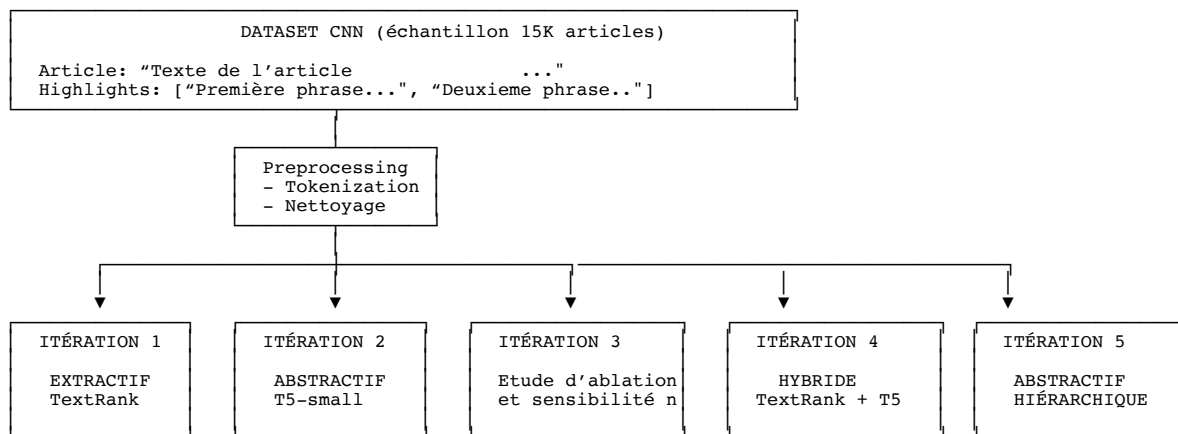 DATASET CNN (échantillon 15K articles)
Article: “Texte de l’article ..."
Highlights: [“Première phrase...", “Deuxieme phrase.."]
Preprocessing
– Tokenization
– Nettoyage
ITÉRATION 1
EXTRACTIF
TextRank
ITÉRATION 2
ABSTRACTIF
T5-small
ITÉRATION 3
Etude d’ablation
et sensibilité n
ITÉRATION 4
HYBRIDE
TextRank + T5
ITÉRATION 5
ABSTRACTIF
HIÉRARCHIQUE